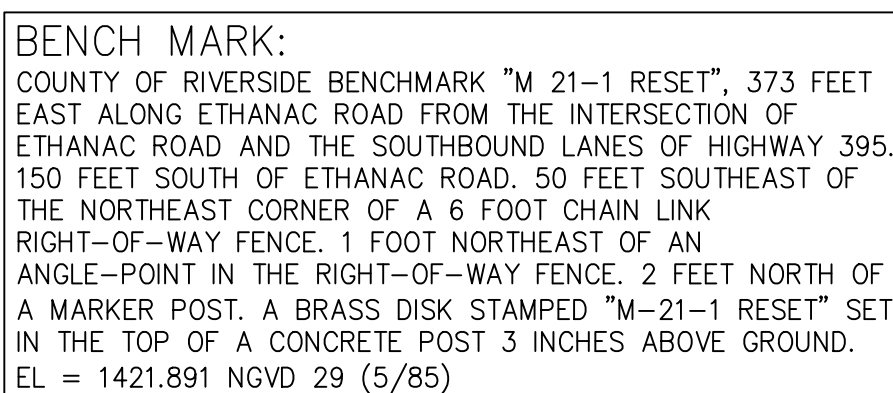 BENCH MARK:
COUNTY OF RIVERSIDE BENCHMARK "M 21-1 RESET", 373 FEET
EAST ALONG ETHANAC ROAD FROM THE INTERSECTION OF
ETHANAC ROAD AND THE SOUTHBOUND LANES OF HIGHWAY 395.
150 FEET SOUTH OF ETHANAC ROAD. 50 FEET SOUTHEAST OF
THE NORTHEAST CORNER OF A 6 FOOT CHAIN LINK
RIGHT-OF-WAY FENCE. 1 FOOT NORTHEAST OF AN
ANGLE-POINT IN THE RIGHT-OF-WAY FENCE. 2 FEET NORTH OF
A MARKER POST. A BRASS DISK STAMPED "M-21-1 RESET" SET
IN THE TOP OF A CONCRETE POST 3 INCHES ABOVE GROUND.
EL = 1421.891 NGVD 29 (5/85)